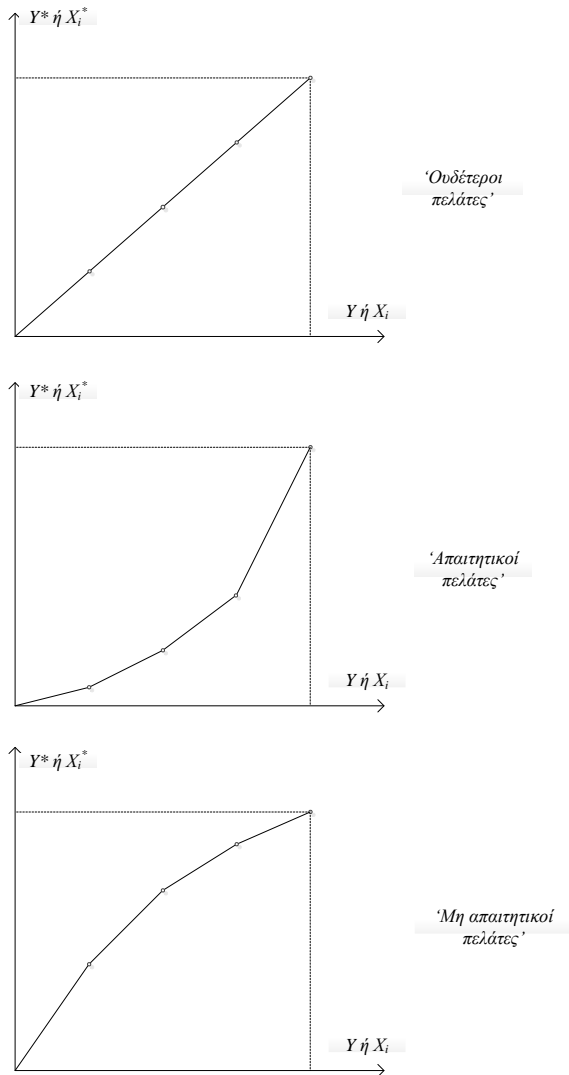 Y* ή Xi*
‘Ουδέτεροι
πελάτες’
Y ή Xi
Y* ή Xi*
‘Απαιτητικοί
πελάτες’
Y ή Xi
Y* ή Xi*
‘Μη απαιτητικοί
πελάτες’
Y ή Xi